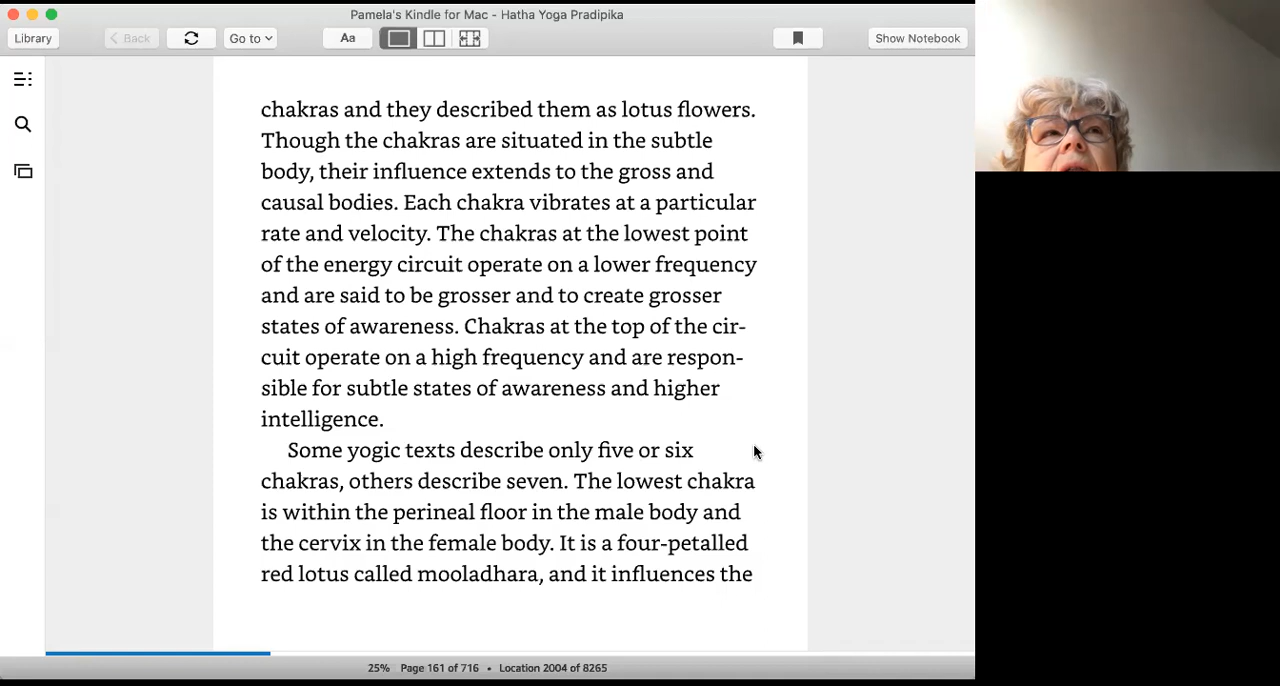 Pamela's Kindle for Mac - Hatha Yoga Pradipika
Library
Back
Go to
Aa
Show Notebook
chakras and they described them as lotus flowers.
Though the chakras are situated in the subtle
body, their influence extends to the gross and
causal bodies. Each chakra vibrates at a particular
rate and velocity. The chakras at the lowest point
of the energy circuit operate on a lower frequency
and are said to be grosser and to create grosser
states of awareness. Chakras at the top of the cir-
cuit operate on a high frequency and are respon-
sible for subtle states of awareness and higher
intelligence.
Some yogic texts describe only five or six
chakras, others describe seven. The lowest chakra
is within the perineal floor in the male body and
the cervix in the female body. It is a four-petalled
red lotus called mooladhara, and it influences the
25% Page 161 of 716 • Location 2004 of 8265